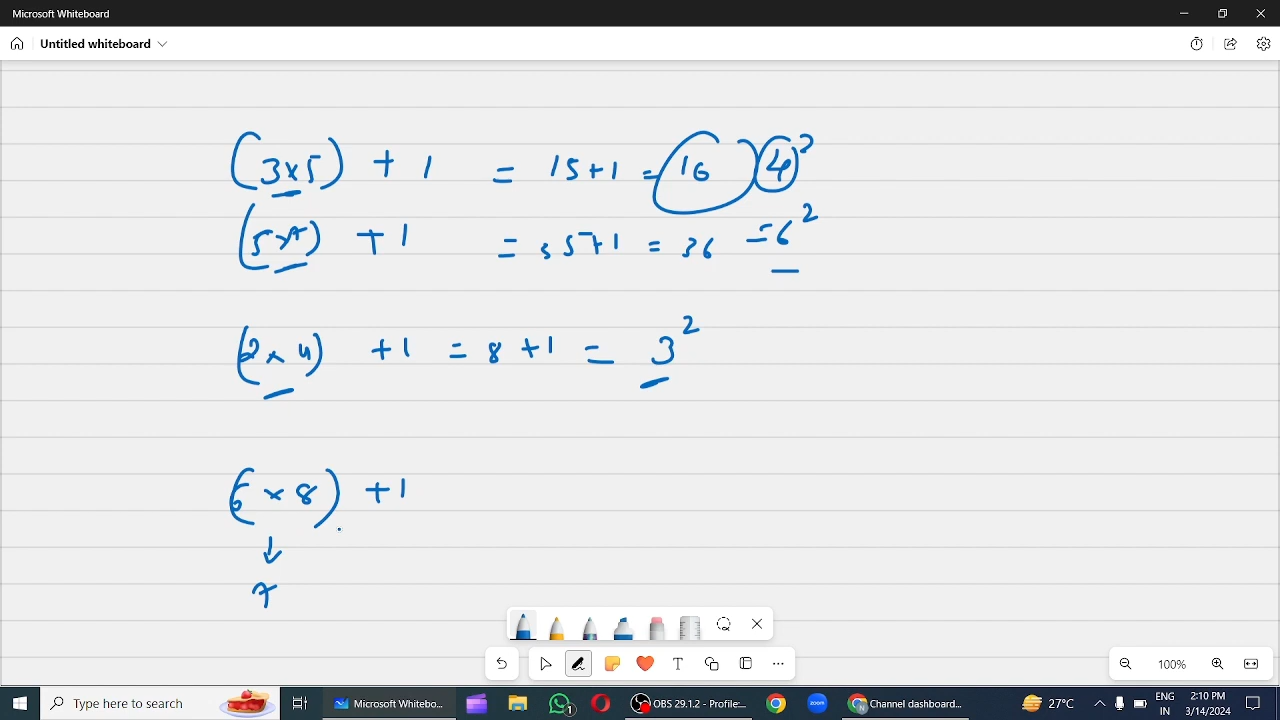 Microsoft Whiteboard
Untitled whiteboard
(3×5) + 1 = 15+1 = 16 4²
(5×7) +1 = 35+1 = 36 = 6²
(2×4) +1 = 8+1 = 3²
(6×8) +1
↓
7
100%
Type here to search
Microsoft Whitebo...
1
OBS 29.1.2 - Profile:...
zoom
N
Channel dashboard...
27°C
ENG
IN
2:10 PM
3/14/2024